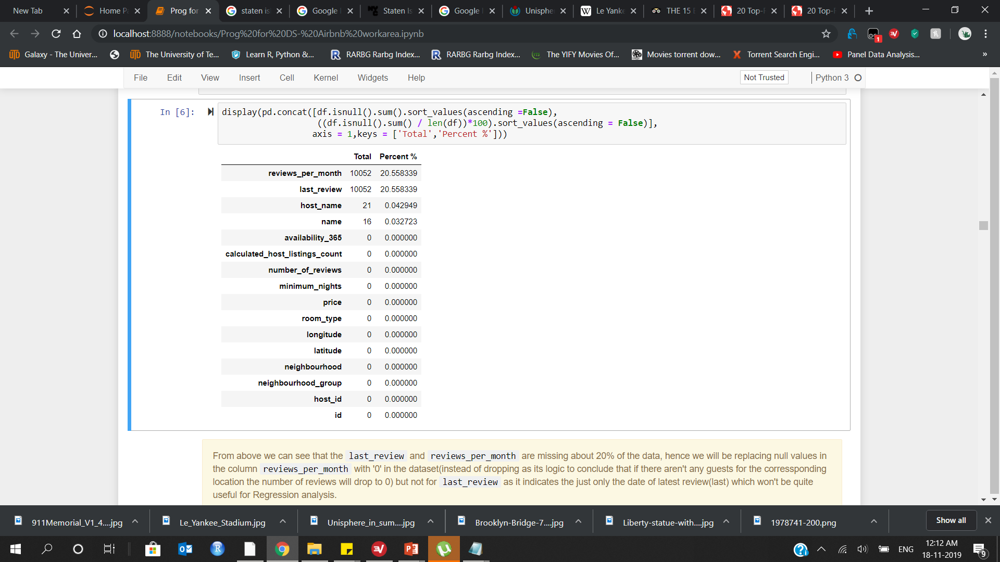 New Tab
Home P
Prog for
staten is
Google
Staten Is
Google
Unisphe
Le Yanke
THE 15
20 Top-
20 Top-
localhost:8888/notebooks/Prog%20for%20DS-%20Airbnb%20workarea.ipynb
1
Galaxy - The Univer...
The University of Te...
Learn R, Python &...
RARBG Rarbg Index...
RARBG Rarbg Index...
The YIFY Movies Of...
Movies torrent dow...
Torrent Search Engi...
Panel Data Analysis...
»
File Edit View Insert Cell Kernel Widgets Help
Not Trusted
Python 3
In [6]:
display(pd.concat([df.isnull().sum().sort_values(ascending =False),
((df.isnull().sum() / len(df))*100).sort_values(ascending = False)],
axis = 1,keys = ['Total','Percent %']))
Total Percent %
reviews_per_month 10052 20.558339
last_review 10052 20.558339
host_name 21 0.042949
name 16 0.032723
availability_365 0 0.000000
calculated_host_listings_count 0 0.000000
number_of_reviews 0 0.000000
minimum_nights 0 0.000000
price 0 0.000000
room_type 0 0.000000
longitude 0 0.000000
latitude 0 0.000000
neighbourhood 0 0.000000
neighbourhood_group 0 0.000000
host_id 0 0.000000
id 0 0.000000
From above we can see that the last_review and reviews_per_month are missing about 20% of the data, hence we will be replacing null values in
the column reviews_per_month with '0' in the dataset(instead of dropping as its logic to conclude that if there aren't any guests for the corressponding
location the number of reviews will drop to 0) but not for last_review as it indicates the just only the date of latest review(last) which won't be quite
useful for Regression analysis.
911Memorial_V1_4....jpg
Le_Yankee_Stadium.jpg
Unisphere_in_sum....jpg
Brooklyn-Bridge-7....jpg
Liberty-statue-with....jpg
1978741-200.png
Show all
ENG
12:12 AM
18-11-2019
9